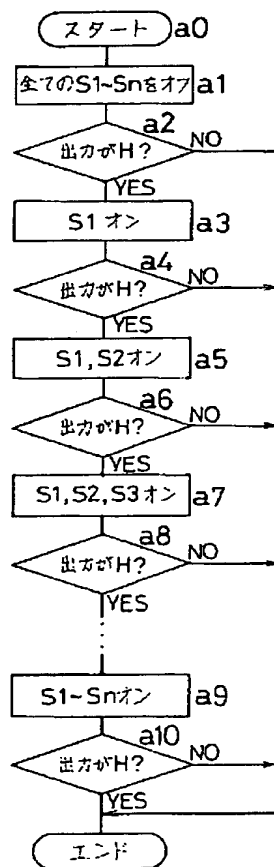 スタート a0
全てのS1~Snをオフ a1
a2
出力がH? NO
YES
S1 オン a3
a4
出力がH? NO
YES
S1,S2オン a5
a6
出力がH? NO
YES
S1,S2,S3オン a7
a8
出力がH? NO
YES
S1~Snオン a9
a10
出力がH? NO
YES
エンド